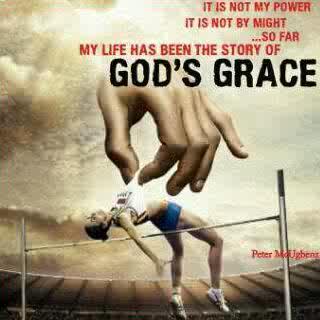 IT IS NOT MY POWER
IT IS NOT BY MIGHT
...SO FAR
MY LIFE HAS BEEN THE STORY OF
GOD'S GRACE
Peter